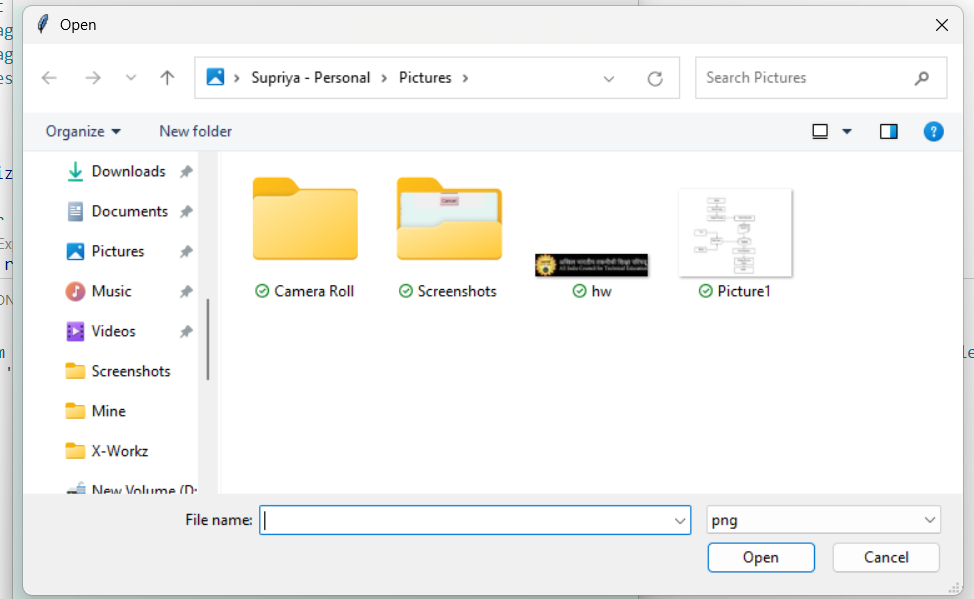 Open
Supriya - Personal > Pictures >
Search Pictures
Organize
New folder
?
Downloads
Documents
Pictures
Music
Videos
Screenshots
Mine
X-Workz
New Volume (D:
Cancel
अखिल भारतीय तकनीकी शिक्षा परिषद्
All India Council for Technical Education
Camera Roll
Screenshots
hw
Picture1
File name:
png
Open
Cancel